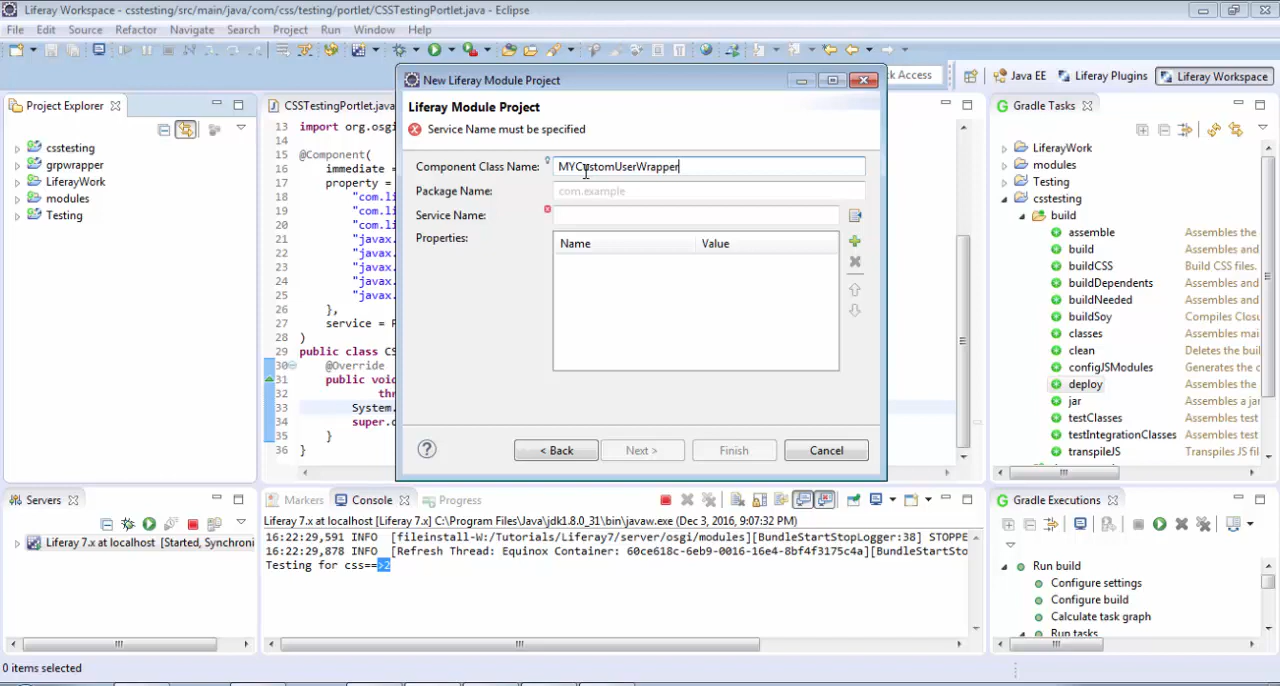 Liferay Workspace - csstesting/src/main/java/com/css/testing/portlet/CSSTestingPortlet.java - Eclipse
File Edit Source Refactor Navigate Search Project Run Window Help
ck Access
Java EE
Liferay Plugins
Liferay Workspace
Project Explorer
csstesting
grpwrapper
LiferayWork
modules
Testing
CSSTestingPortlet.java
13 import org.osgi
14
15 @Component(
16 immediate =
17 property =
18 "com.li
19 "com.li
20 "com.li
21 "javax.
22 "javax.
23 "javax.
24 "javax.
25 "javax.
26 },
27 service = P
28 )
29 public class CS
30 @Override
31 public void
32 thr
33 System.
34 super.
35 }
36 }
New Liferay Module Project
Liferay Module Project
Service Name must be specified
Component Class Name: MYCustomUserWrapper
Package Name: com.example
Service Name:
Properties:
Name Value
< Back
Next >
Finish
Cancel
Gradle Tasks
LiferayWork
modules
Testing
csstesting
build
assemble Assembles the
build Assembles and
buildCSS Build CSS files.
buildDependents Assembles and
buildNeeded Assembles and
buildSoy Compiles Closu
classes Assembles mai
clean Deletes the buil
configJSModules Generates the c
deploy Assembles the
jar Assembles a ja
testClasses Assembles test
testIntegrationClasses Assembles test
transpileJS Transpiles JS fi
Servers
Liferay 7.x at localhost [Started, Synchroni
Markers
Console
Progress
Liferay 7.x at localhost [Liferay 7.x] C:\Program Files\Java\jdk1.8.0_31\bin\javaw.exe (Dec 3, 2016, 9:07:32 PM)
16:22:29,591 INFO [fileinstall-W:/Tutorials/Liferay7/server/osgi/modules][BundleStartStopLogger:38] STOPPE
16:22:29,878 INFO [Refresh Thread: Equinox Container: 60ce618c-6eb9-0016-16e4-8bf4f3175c4a][BundleStartSto
Testing for css==>2
Gradle Executions
Run build
Configure settings
Configure build
Calculate task graph
Run tasks
0 items selected